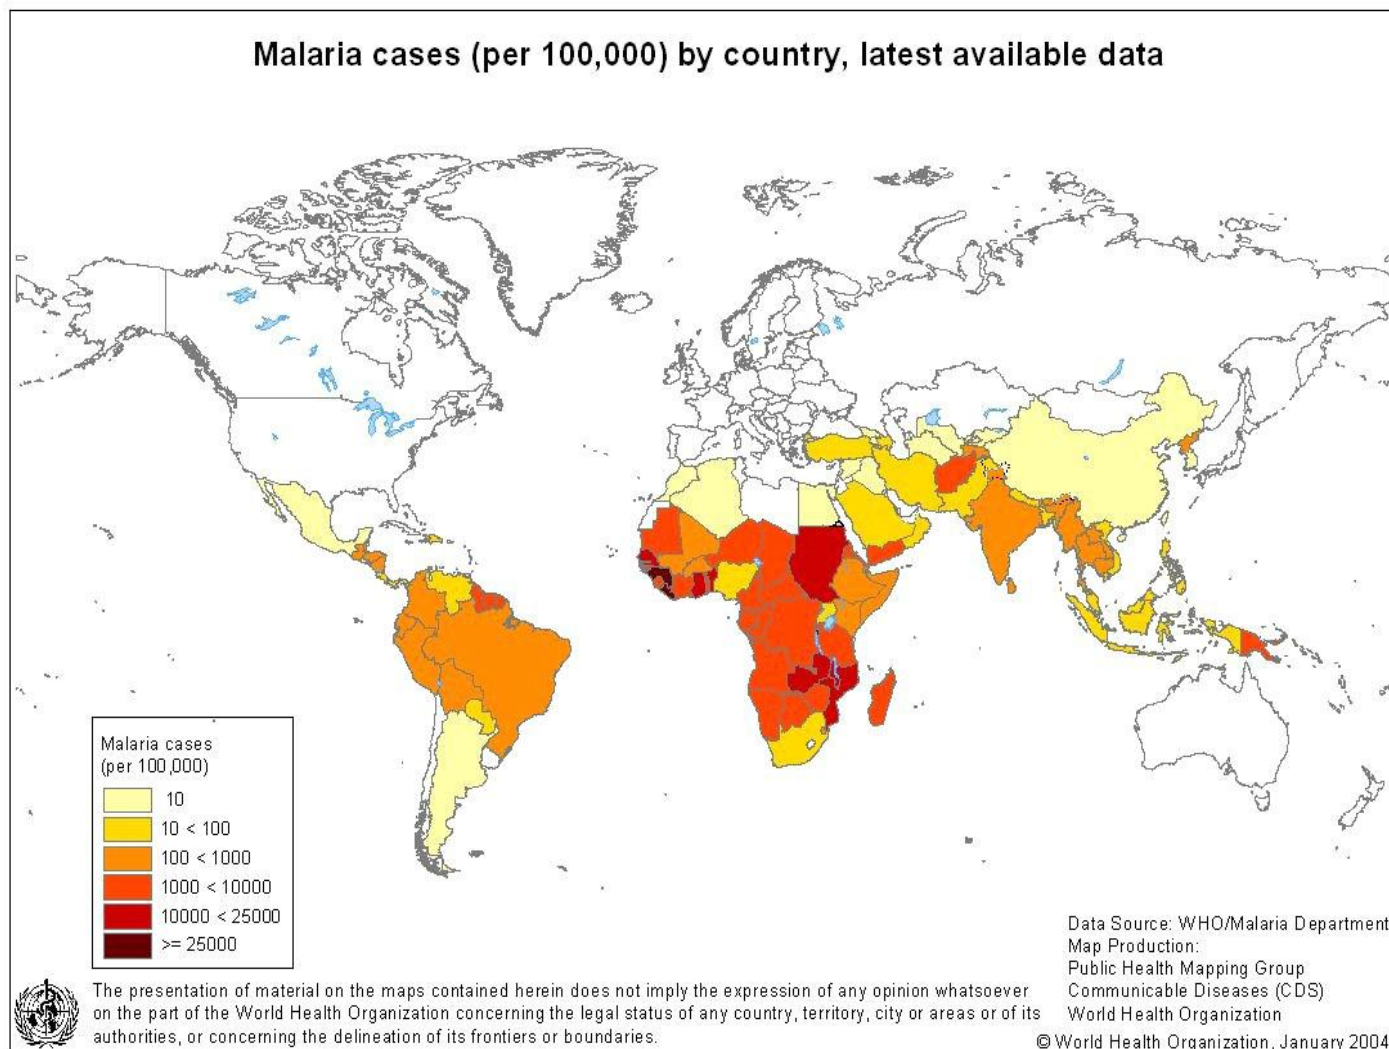 Malaria cases (per 100,000) by country, latest available data
Malaria cases
(per 100,000)
10
10 < 100
100 < 1000
1000 < 10000
10000 < 25000
>= 25000
Data Source: WHO/Malaria Department
Map Production:
Public Health Mapping Group
Communicable Diseases (CDS)
World Health Organization
© World Health Organization, January 2004
The presentation of material on the maps contained herein does not imply the expression of any opinion whatsoever
on the part of the World Health Organization concerning the legal status of any country, territory, city or areas or of its
authorities, or concerning the delineation of its frontiers or boundaries.